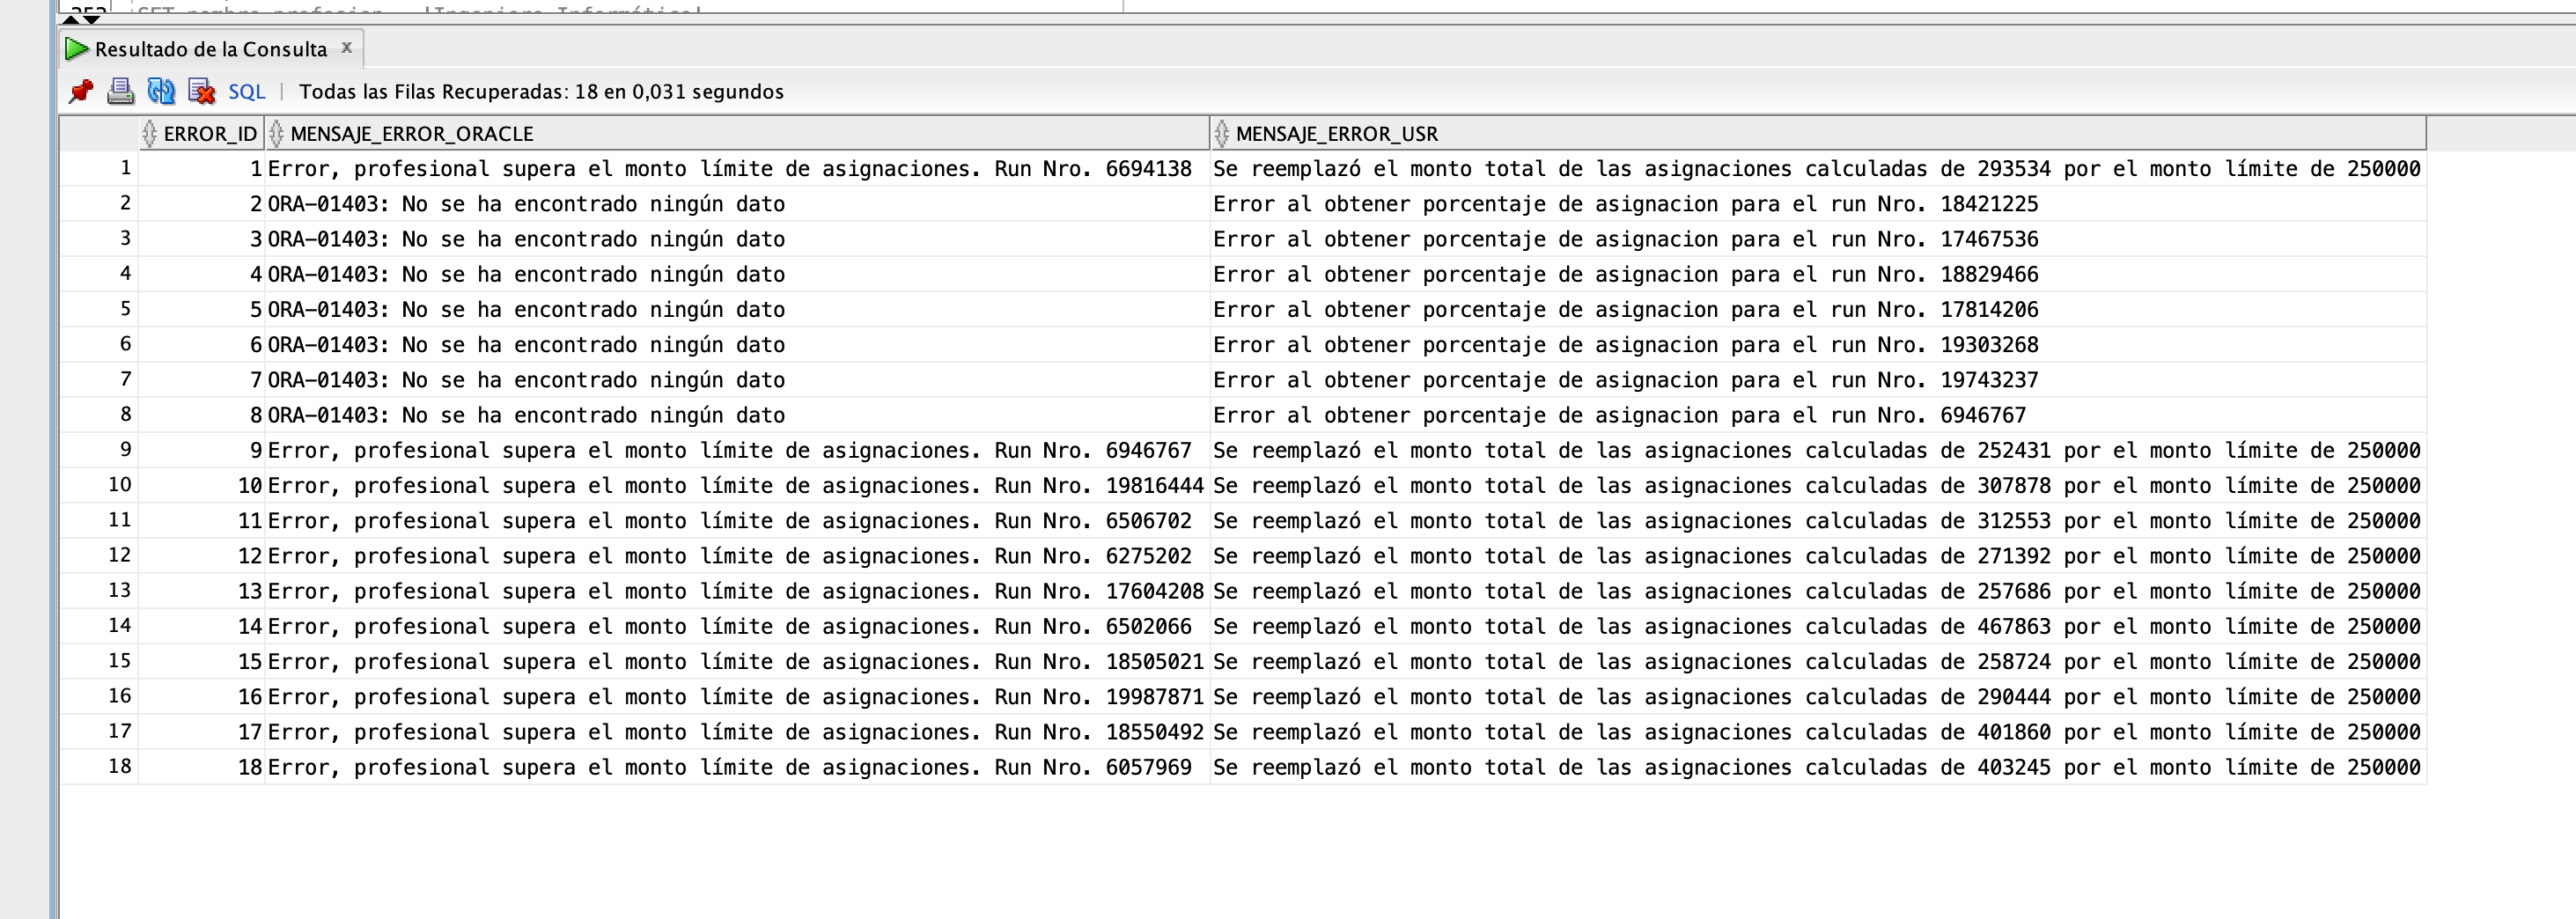 Resultado de la Consulta x
SQL | Todas las Filas Recuperadas: 18 en 0,031 segundos
ERROR_ID MENSAJE_ERROR_ORACLE MENSAJE_ERROR_USR
1 1 Error, profesional supera el monto límite de asignaciones. Run Nro. 6694138 Se reemplazó el monto total de las asignaciones calculadas de 293534 por el monto límite de 250000
2 2 ORA-01403: No se ha encontrado ningún dato Error al obtener porcentaje de asignacion para el run Nro. 18421225
3 3 ORA-01403: No se ha encontrado ningún dato Error al obtener porcentaje de asignacion para el run Nro. 17467536
4 4 ORA-01403: No se ha encontrado ningún dato Error al obtener porcentaje de asignacion para el run Nro. 18829466
5 5 ORA-01403: No se ha encontrado ningún dato Error al obtener porcentaje de asignacion para el run Nro. 17814206
6 6 ORA-01403: No se ha encontrado ningún dato Error al obtener porcentaje de asignacion para el run Nro. 19303268
7 7 ORA-01403: No se ha encontrado ningún dato Error al obtener porcentaje de asignacion para el run Nro. 19743237
8 8 ORA-01403: No se ha encontrado ningún dato Error al obtener porcentaje de asignacion para el run Nro. 6946767
9 9 Error, profesional supera el monto límite de asignaciones. Run Nro. 6946767 Se reemplazó el monto total de las asignaciones calculadas de 252431 por el monto límite de 250000
10 10 Error, profesional supera el monto límite de asignaciones. Run Nro. 19816444 Se reemplazó el monto total de las asignaciones calculadas de 307878 por el monto límite de 250000
11 11 Error, profesional supera el monto límite de asignaciones. Run Nro. 6506702 Se reemplazó el monto total de las asignaciones calculadas de 312553 por el monto límite de 250000
12 12 Error, profesional supera el monto límite de asignaciones. Run Nro. 6275202 Se reemplazó el monto total de las asignaciones calculadas de 271392 por el monto límite de 250000
13 13 Error, profesional supera el monto límite de asignaciones. Run Nro. 17604208 Se reemplazó el monto total de las asignaciones calculadas de 257686 por el monto límite de 250000
14 14 Error, profesional supera el monto límite de asignaciones. Run Nro. 6502066 Se reemplazó el monto total de las asignaciones calculadas de 467863 por el monto límite de 250000
15 15 Error, profesional supera el monto límite de asignaciones. Run Nro. 18505021 Se reemplazó el monto total de las asignaciones calculadas de 258724 por el monto límite de 250000
16 16 Error, profesional supera el monto límite de asignaciones. Run Nro. 19987871 Se reemplazó el monto total de las asignaciones calculadas de 290444 por el monto límite de 250000
17 17 Error, profesional supera el monto límite de asignaciones. Run Nro. 18550492 Se reemplazó el monto total de las asignaciones calculadas de 401860 por el monto límite de 250000
18 18 Error, profesional supera el monto límite de asignaciones. Run Nro. 6057969 Se reemplazó el monto total de las asignaciones calculadas de 403245 por el monto límite de 250000